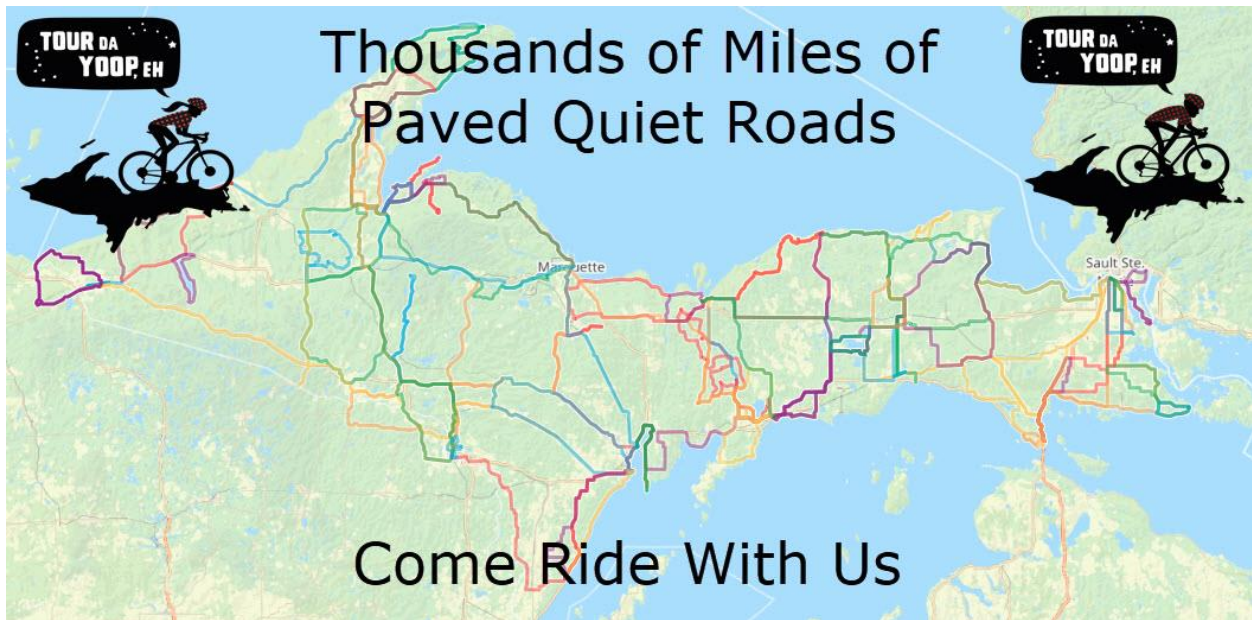 TOUR DA
YOOP, EH
Thousands of Miles of
Paved Quiet Roads
TOUR DA
YOOP, EH
Marquette
Sault Ste.
Come Ride With Us